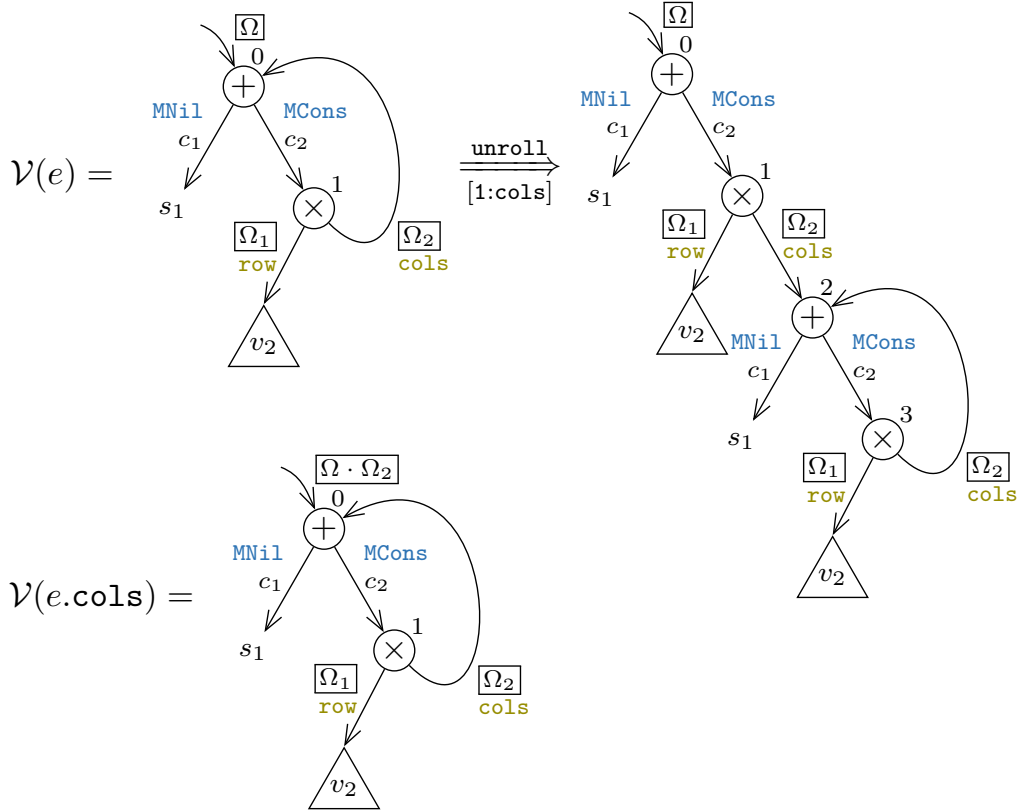 Ω
0
+
MNil
MCons
c₁
c₂
𝒱(e) =
s₁
×
1
Ω₁
Ω₂
row
cols
v₂
unroll
[1:cols]
Ω
0
+
MNil
MCons
c₁
c₂
s₁
×
1
Ω₁
Ω₂
row
cols
v₂
2
+
MNil
MCons
c₁
c₂
s₁
×
3
Ω₁
Ω₂
row
cols
v₂
Ω · Ω₂
0
+
MNil
MCons
c₁
c₂
𝒱(e.cols) =
s₁
×
1
Ω₁
Ω₂
row
cols
v₂